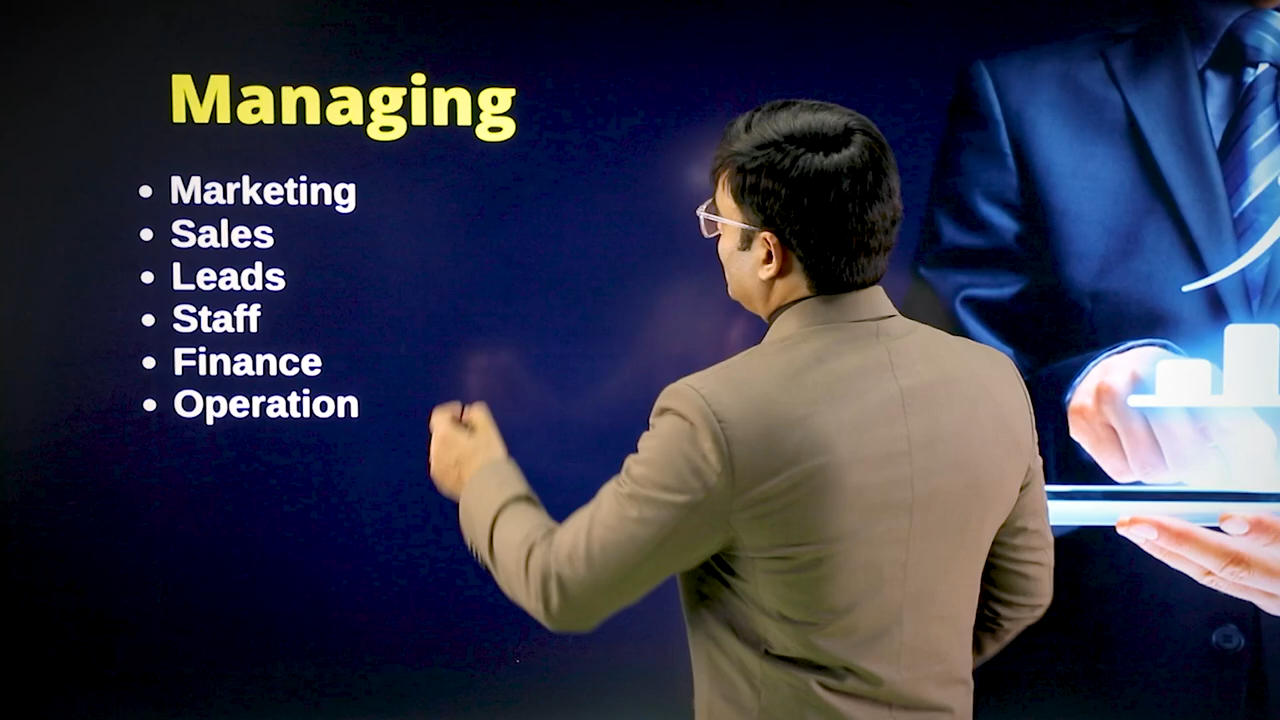 Managing
• Marketing
• Sales
• Leads
• Staff
• Finance
• Operation